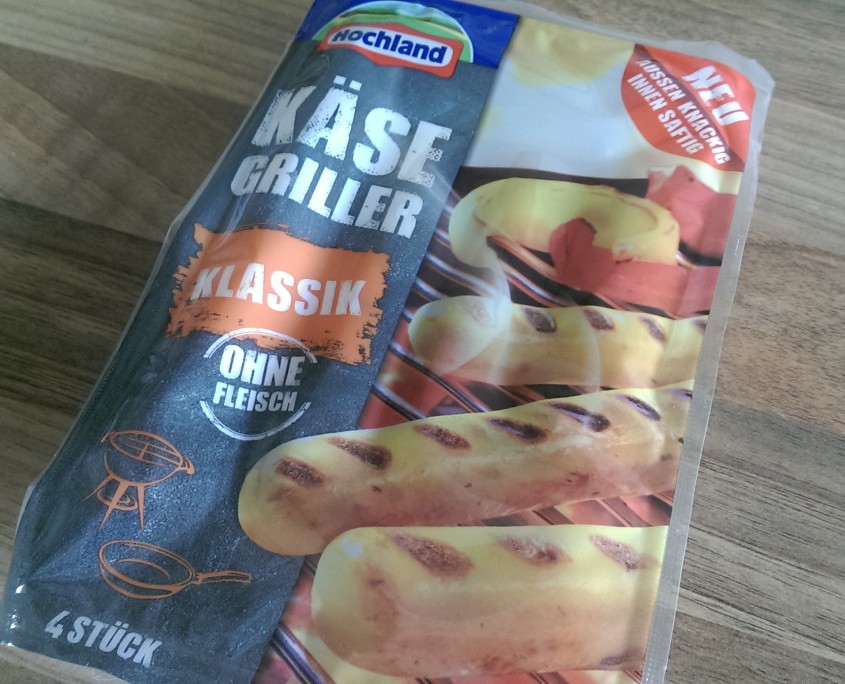 Hochland
KÄSE
GRILLER
KLASSIK
OHNE
FLEISCH
4 STÜCK
NEU
AUSSEN KNACKIG
INNEN SAFTIG